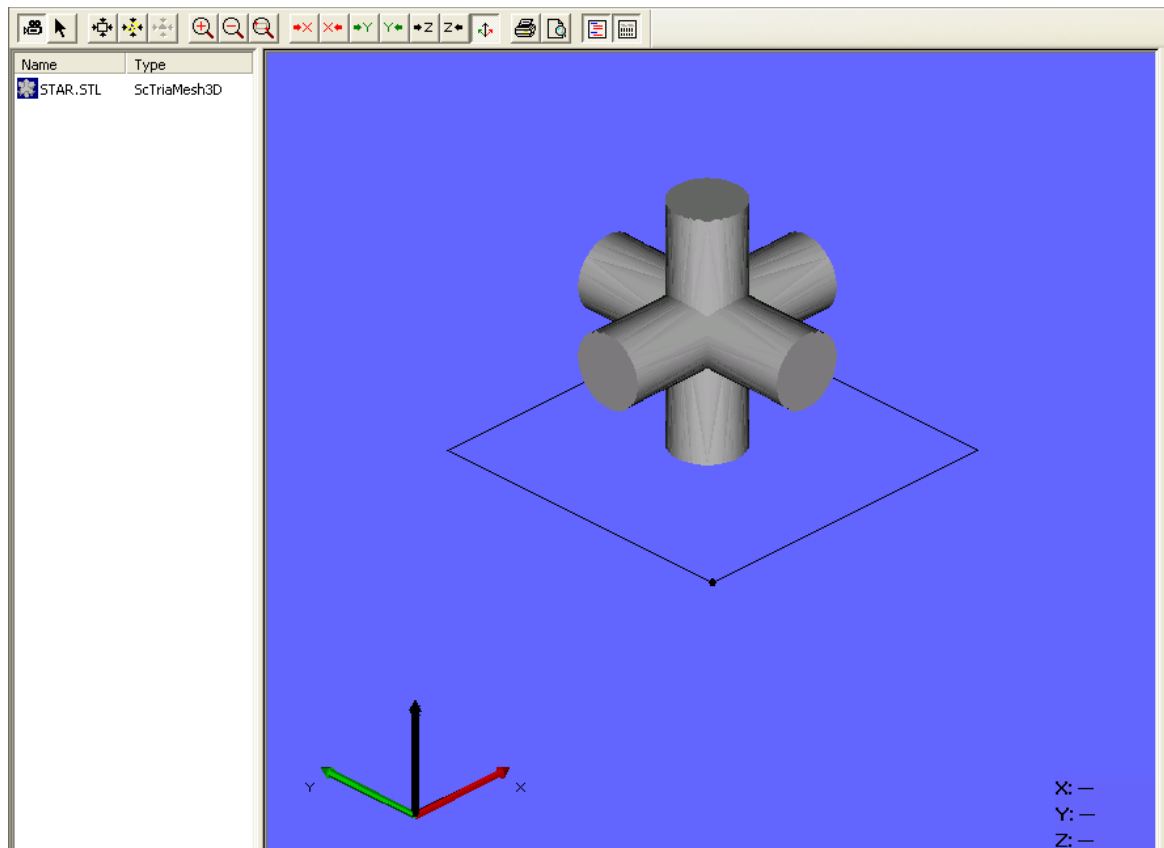 X X Y Y Z Z
Name Type
STAR.STL ScTriaMesh3D
Y X
X: —
Y: —
Z: —